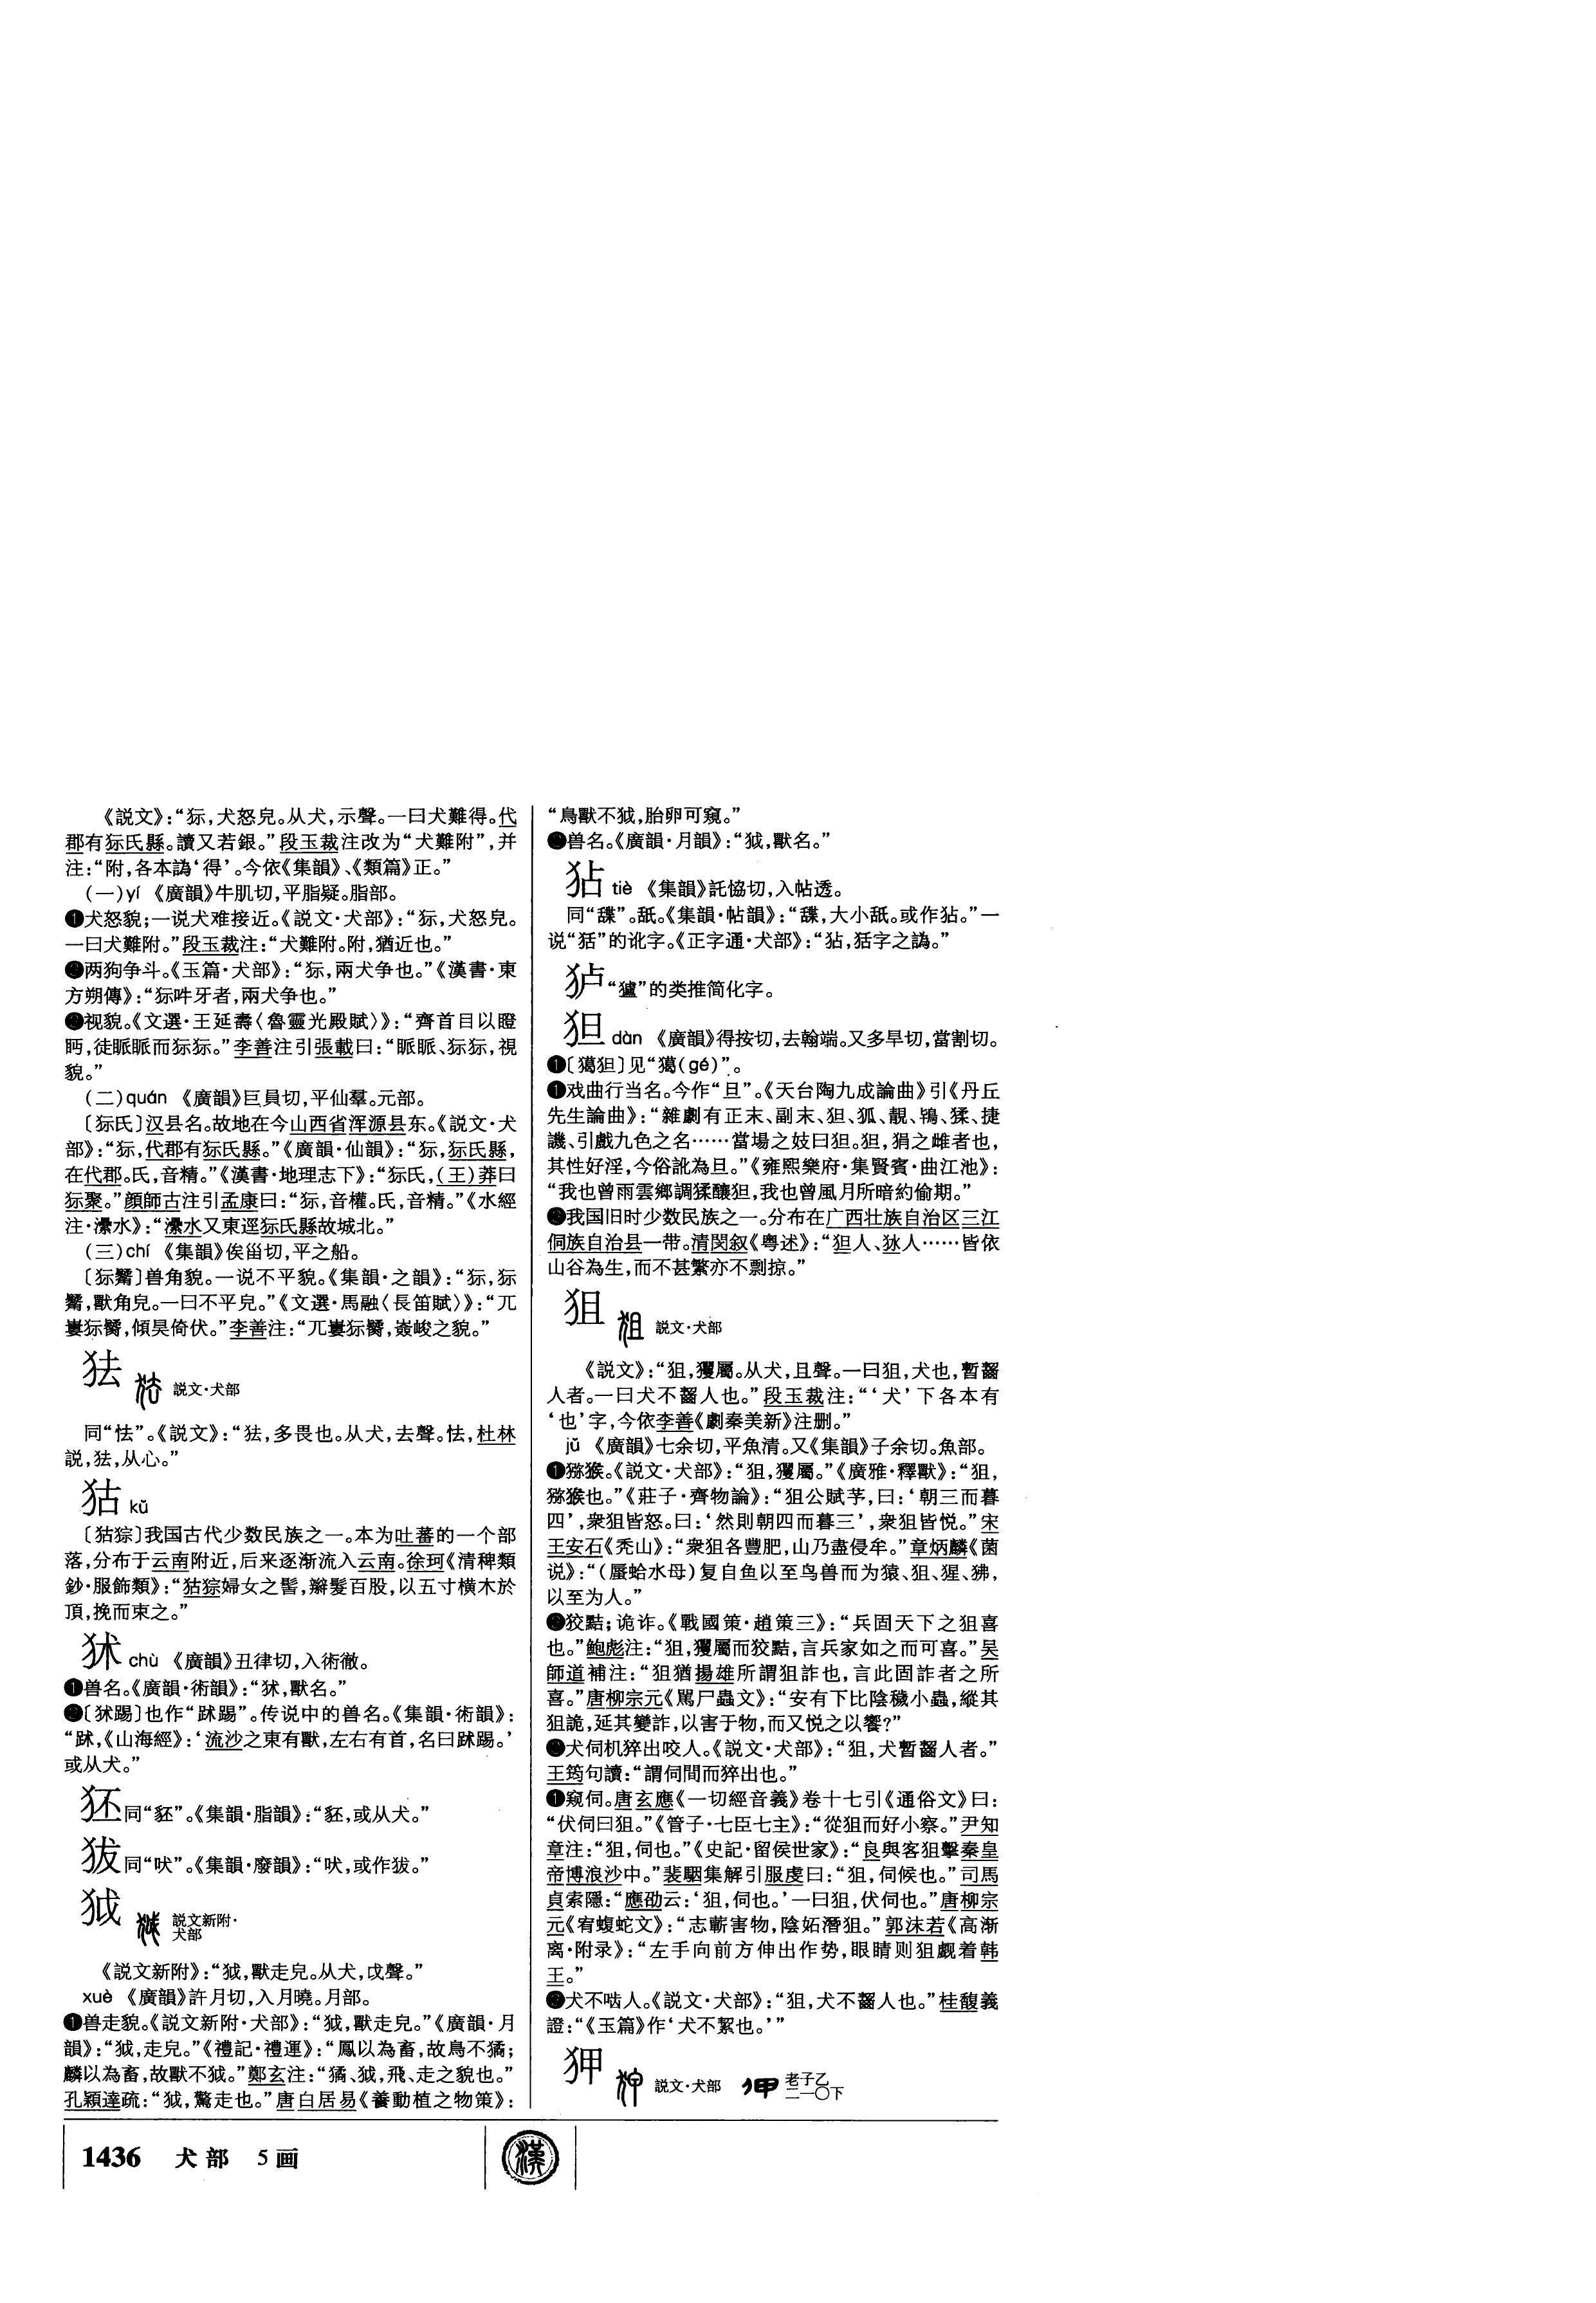 《説文》：“狋，犬怒皃。从犬，示聲。一曰犬難得。代
郡有狋氏縣。讀又若銀。”段玉裁注改为“犬難附”，并
注：“附，各本譌‘得’。今依《集韻》、《類篇》正。”
（一）yí 《廣韻》牛肌切，平脂疑。脂部。
❶犬怒貌；一说犬难接近。《説文·犬部》：“狋，犬怒皃。
一曰犬難附。”段玉裁注：“犬難附。附，猶近也。”
❷两狗争斗。《玉篇·犬部》：“狋，兩犬争也。”《漢書·東
方朔傳》：“狋吽牙者，兩犬争也。”
❸视貌。《文選·王延壽〈魯靈光殿賦〉》：“齊首目以瞪
眄，徒眽眽而狋狋。”李善注引張載曰：“眽眽、狋狋，視
貌。”
（二）quán 《廣韻》巨員切，平仙羣。元部。
〔狋氏〕汉县名。故地在今山西省浑源县东。《説文·犬
部》：“狋，代郡有狋氏縣。”《廣韻·仙韻》：“狋，狋氏縣，
在代郡。氏，音精。”《漢書·地理志下》：“狋氏，（王）莽曰
狋聚。”顔師古注引孟康曰：“狋，音權。氏，音精。”《水經
注·㶟水》：“㶟水又東逕狋氏縣故城北。”
（三）chí 《集韻》俟甾切，平之船。
〔狋觺〕兽角貌。一说不平貌。《集韻·之韻》：“狋，狋
觺，獸角皃。一曰不平皃。”《文選·馬融〈長笛賦〉》：“兀
嶁狋觺，傾昊倚伏。”李善注：“兀嶁狋觺，嶔峻之貌。”
狜 説文·犬部
同“怯”。《説文》：“狜，多畏也。从犬，去聲。怯，杜林
説，狜，从心。”
狜 kǔ
〔狜猔〕我国古代少数民族之一。本为吐蕃的一个部
落，分布于云南附近，后来逐渐流入云南。徐珂《清稗類
鈔·服飾類》：“狜猔婦女之髻，辮髮百股，以五寸横木於
頂，挽而束之。”
㹤 chù 《廣韻》丑律切，入術徹。
❶兽名。《廣韻·術韻》：“㹤，獸名。”
❷〔㹤踢〕也作“䟣踢”。传说中的兽名。《集韻·術韻》：
“䟣，《山海經》：‘流沙之東有獸，左右有首，名曰䟣踢。’
或从犬。”
狉同“豾”。《集韻·脂韻》：“豾，或从犬。”
犮同“吠”。《集韻·廢韻》：“吠，或作犮。”
狘 説文新附·
犬部
《説文新附》：“狘，獸走皃。从犬，戉聲。”
xuè 《廣韻》許月切，入月曉。月部。
❶兽走貌。《説文新附·犬部》：“狘，獸走皃。”《廣韻·月
韻》：“狘，走皃。”《禮記·禮運》：“鳳以為畜，故鳥不獝；
麟以為畜，故獸不狘。”鄭玄注：“獝、狘，飛、走之貌也。”
孔穎達疏：“狘，驚走也。”唐白居易《養動植之物策》：
“鳥獸不狘，胎卵可窺。”
❷兽名。《廣韻·月韻》：“狘，獸名。”
㹣 tiè 《集韻》託協切，入帖透。
同“𦧟”。舐。《集韻·帖韻》：“𦧟，大小舐。或作㹣。”一
说“狧”的讹字。《正字通·犬部》：“㹣，狧字之譌。”
𤞤“獹”的类推简化字。
狚 dàn 《廣韻》得按切，去翰端。又多旱切，當割切。
❶〔獦狚〕见“獦（gé）”。
❷戏曲行当名。今作“旦”。《天台陶九成論曲》引《丹丘
先生論曲》：“雜劇有正末、副末、狚、狐、靚、鴇、猱、捷
譏、引戲九色之名……當場之妓曰狚。狚，狷之雌者也，
其性好淫，今俗訛為旦。”《雍熙樂府·集賢賓·曲江池》：
“我也曾雨雲鄉調猱釀狚，我也曾風月所暗約偷期。”
❸我国旧时少数民族之一。分布在广西壮族自治区三江
侗族自治县一带。清閔叙《粤述》：“狚人、㹫人……皆依
山谷為生，而不甚繁亦不剽掠。”
狙 説文·犬部
《説文》：“狙，玃屬。从犬，且聲。一曰狙，犬也，暫齧
人者。一曰犬不齧人也。”段玉裁注：“‘犬’下各本有
‘也’字，今依李善《劇秦美新》注删。”
jū 《廣韻》七余切，平魚清。又《集韻》子余切。魚部。
❶猕猴。《説文·犬部》：“狙，玃屬。”《廣雅·釋獸》：“狙，
猕猴也。”《莊子·齊物論》：“狙公賦芧，曰：‘朝三而暮
四’，衆狙皆怒。曰：‘然則朝四而暮三’，衆狙皆悦。”宋
王安石《秃山》：“衆狙各豐肥，山乃盡侵牟。”章炳麟《菌
说》：“（蜃蛤水母）复自鱼以至鸟兽而为猿、狙、猩、狒，
以至为人。”
❷狡黠；诡诈。《戰國策·趙策三》：“兵固天下之狙喜
也。”鮑彪注：“狙，玃屬而狡黠，言兵家如之而可喜。”吴
師道補注：“狙猶揚雄所謂狙詐也，言此固詐者之所
喜。”唐柳宗元《罵尸蟲文》：“安有下比陰穢小蟲，縱其
狙詭，延其變詐，以害于物，而又悦之以饗？”
❸犬伺机猝出咬人。《説文·犬部》：“狙，犬暫齧人者。”
王筠句讀：“謂伺間而猝出也。”
❹窥伺。唐玄應《一切經音義》卷十七引《通俗文》曰：
“伏伺曰狙。”《管子·七臣七主》：“從狙而好小察。”尹知
章注：“狙，伺也。”《史記·留侯世家》：“良與客狙擊秦皇
帝博浪沙中。”裴駰集解引服虔曰：“狙，伺候也。”司馬
貞索隱：“應劭云：‘狙，伺也。’一曰狙，伏伺也。”唐柳宗
元《宥蝮蛇文》：“志蘄害物，陰妬潛狙。”郭沫若《高渐
离·附录》：“左手向前方伸出作势，眼睛则狙觑着韩
王。”
❺犬不啮人。《説文·犬部》：“狙，犬不齧人也。”桂馥義
證：“《玉篇》作‘犬不絜也。’”
狎 説文·犬部 老子乙
二一〇下
1436 犬部 5画
漢